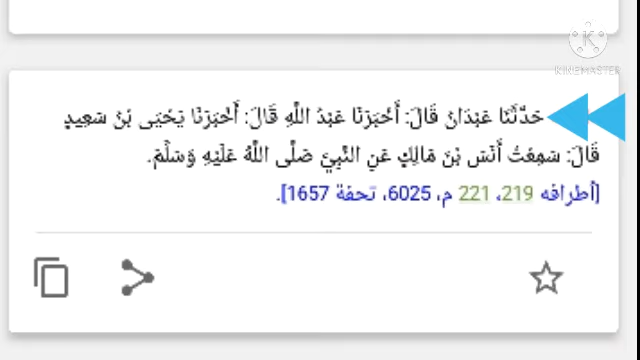 KINEMASTER
حَدَّثَنَا عَبْدَانُ قَالَ: أَخْبَرَنَا عَبْدُ اللَّهِ قَالَ: أَخْبَرَنَا يَحْيَى بْنُ سَعِيدٍ
قَالَ: سَمِعْتُ أَنَسَ بْنَ مَالِكٍ عَنِ النَّبِيِّ صَلَّى اللَّهُ عَلَيْهِ وَسَلَّمَ.
[أطرافه 219، 221 م، 6025، تحفة 1657].